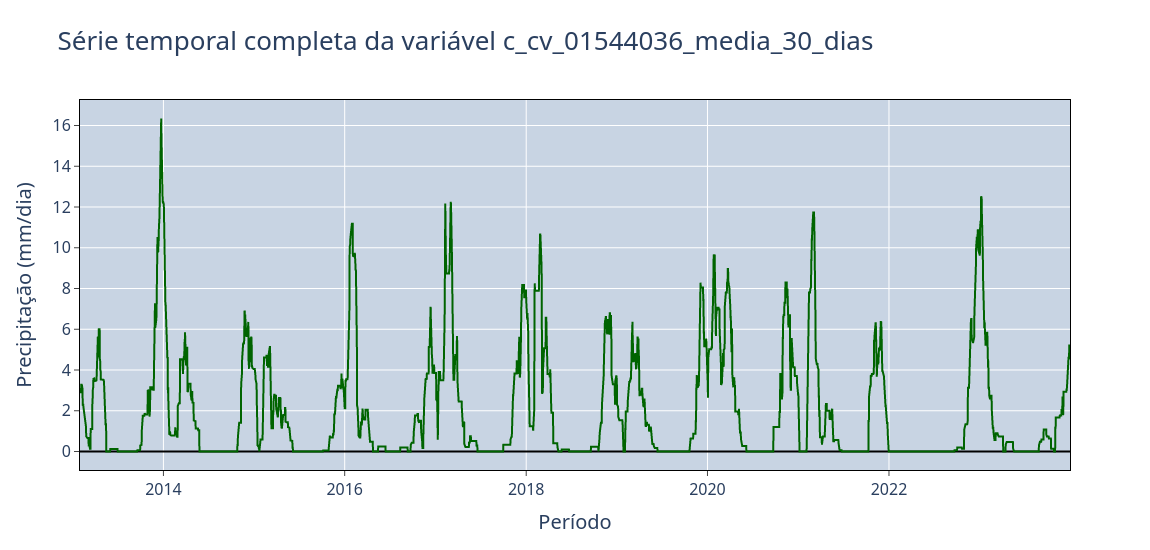 Série temporal completa da variável c_cv_01544036_media_30_dias
Precipitação (mm/dia)
16
14
12
10
8
6
4
2
0
2014 2016 2018 2020 2022
Período